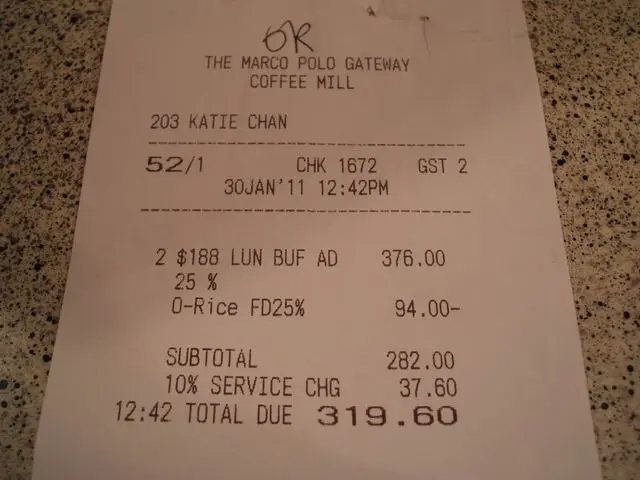 OR
THE MARCO POLO GATEWAY
COFFEE MILL
203 KATIE CHAN
52/1 CHK 1672 GST 2
30JAN'11 12:42PM
2 $188 LUN BUF AD 376.00
25 %
O-Rice FD25% 94.00-
SUBTOTAL 282.00
10% SERVICE CHG 37.60
12:42 TOTAL DUE 319.60